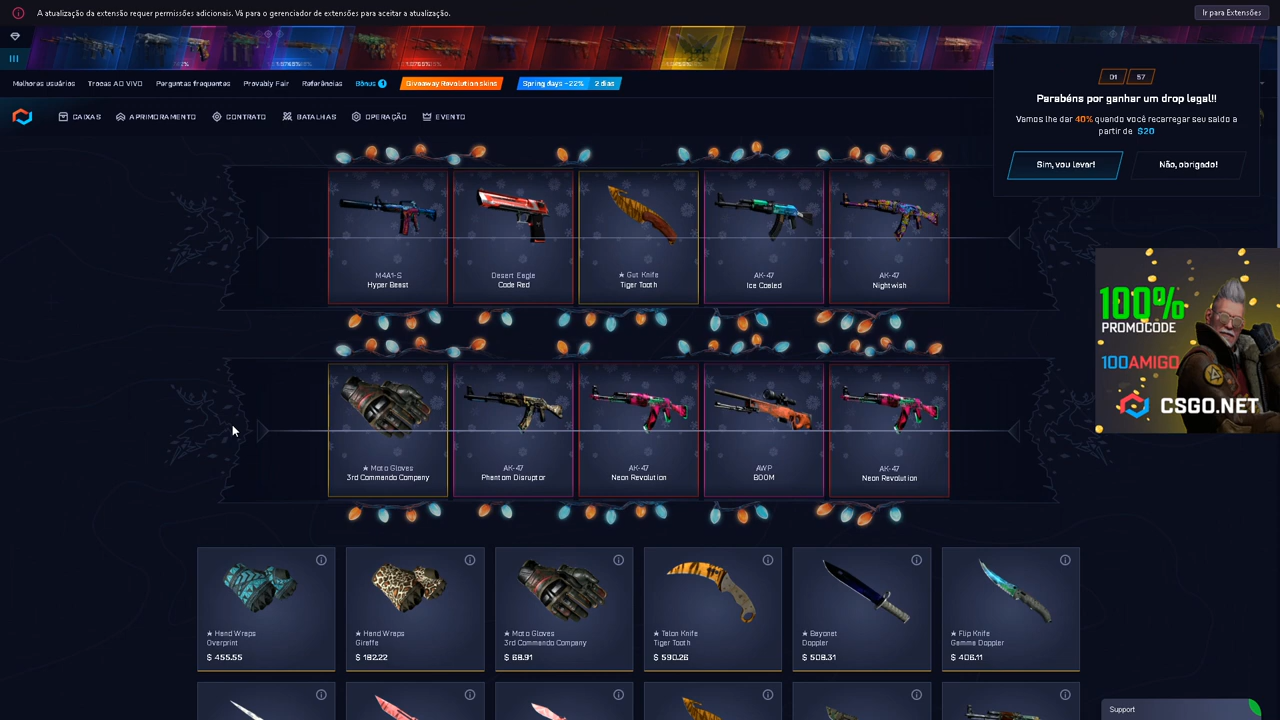 A atualização da extensão requer permissões adicionais. Vá para o gerenciador de extensões para aceitar a atualização.
Ir para Extensões
Melhores usuários
Trocas AO VIVO
Perguntas frequentes
Provably Fair
Referências
Bônus 1
Giveaway Revolution skins
Spring days -22%
2 dias
01 57
Parabéns por ganhar um drop legal!!
Vamos lhe dar 40% quando você recarregar seu saldo a
partir de $20
Sim, vou levar!
Não, obrigado!
CAIXAS
APRIMORAMENTO
CONTRATO
BATALHAS
OPERAÇÃO
EVENTO
M4A1-S
Hyper Beast
Desert Eagle
Code Red
★ Gut Knife
Tiger Tooth
AK-47
Ice Coaled
AK-47
Nightwish
100%
PROMOCODE
100AMIGO
CSGO.NET
★ Moto Gloves
3rd Commando Company
AK-47
Phantom Disruptor
AK-47
Neon Revolution
AWP
BOOM
AK-47
Neon Revolution
★ Hand Wraps
Overprint
$ 455.55
★ Hand Wraps
Giraffe
$ 182.22
★ Moto Gloves
3rd Commando Company
$ 68.91
★ Talon Knife
Tiger Tooth
$ 590.26
★ Bayonet
Doppler
$ 508.31
★ Flip Knife
Gamma Doppler
$ 406.11
Support